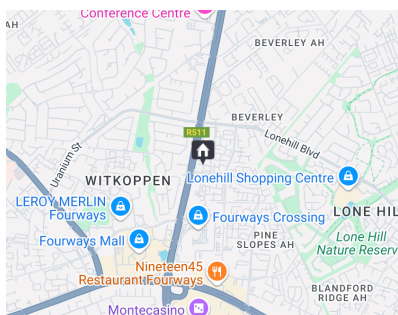 Conference Centre
AH
BEVERLEY AH
BEVERLEY
R511
Lonehill Blvd
Uranium St
WITKOPPEN
Lonehill Shopping Centre
LEROY MERLIN
Fourways
LONE HIL
Fourways Crossing
Fourways Mall
PINE
SLOPES AH
Lone Hill
Nature Reserv
Nineteen45
Restaurant Fourways
BLANDFORD
RIDGE AH
Montecasino